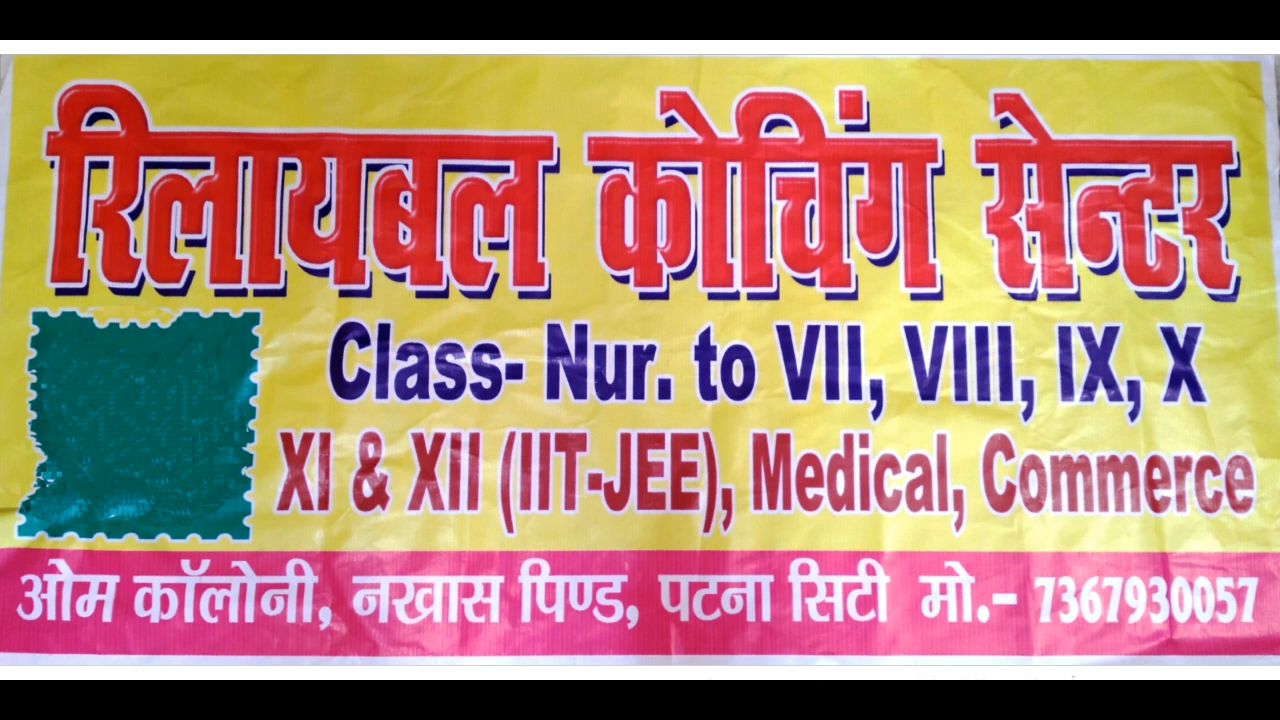 रिलायबल कोचिंग सेन्टर
Class- Nur. to VII, VIII, IX, X
XI & XII (IIT-JEE), Medical, Commerce
ओम कॉलोनी, नखास पिण्ड, पटना सिटी मो.- 7367930057